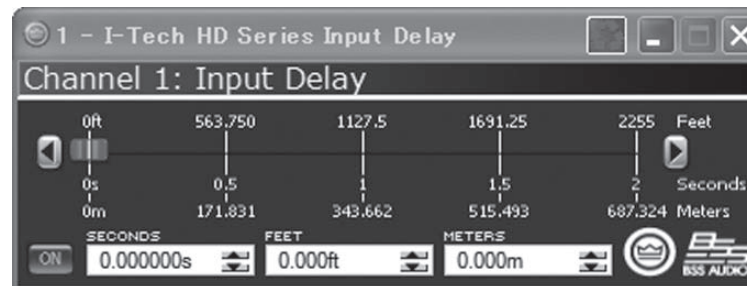 1 - I-Tech HD Series Input Delay
Channel 1: Input Delay
0ft 563.750 1127.5 1691.25 2255 Feet
0s 0.5 1 1.5 2 Seconds
0m 171.831 343.662 515.493 687.324 Meters
SECONDS FEET METERS
ON 0.000000s 0.000ft 0.000m
BSS AUDIO